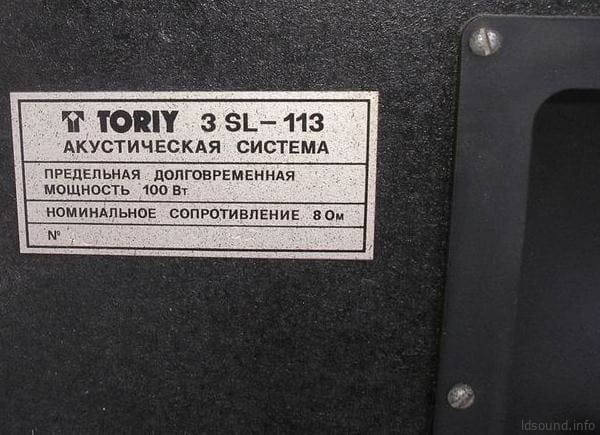 TORIY 3 SL-113
АКУСТИЧЕСКАЯ СИСТЕМА
ПРЕДЕЛЬНАЯ ДОЛГОВРЕМЕННАЯ
МОЩНОСТЬ 100 Вт
НОМИНАЛЬНОЕ СОПРОТИВЛЕНИЕ 8 Ом
№
ldsound.info